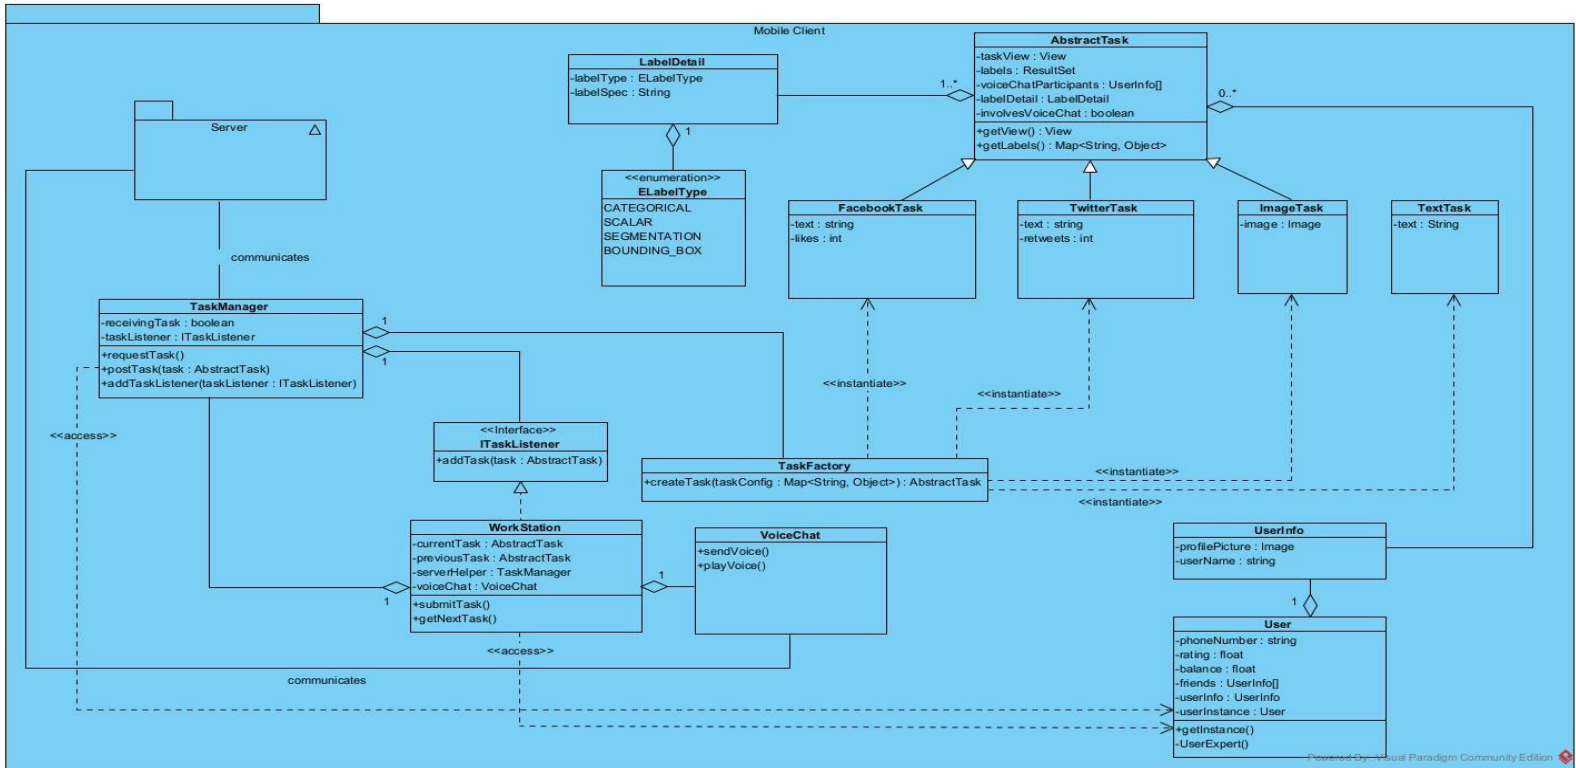 Mobile Client
AbstractTask
-taskView : View
-labels : ResultSet
-voiceChatParticipants : UserInfo[]
-labelDetail : LabelDetail
-involvesVoiceChat : boolean
+getView() : View
+getLabels() : Map<String, Object>
LabelDetail
-labelType : ELabelType
-labelSpec : String
1..*
0..*
1
Server
<<enumeration>>
ELabelType
CATEGORICAL
SCALAR
SEGMENTATION
BOUNDING_BOX
FacebookTask
-text : string
-likes : int
TwitterTask
-text : string
-retweets : int
ImageTask
-image : Image
TextTask
-text : String
communicates
TaskManager
-receivingTask : boolean
-taskListener : ITaskListener
+requestTask()
+postTask(task : AbstractTask)
+addTaskListener(taskListener : ITaskListener)
1
1
<<instantiate>>
<<instantiate>>
<<access>>
<<Interface>>
ITaskListener
+addTask(task : AbstractTask)
TaskFactory
+createTask(taskConfig : Map<String, Object>) : AbstractTask
<<instantiate>>
<<instantiate>>
WorkStation
-currentTask : AbstractTask
-previousTask : AbstractTask
-serverHelper : TaskManager
-voiceChat : VoiceChat
+submitTask()
+getNextTask()
1
1
VoiceChat
+sendVoice()
+playVoice()
UserInfo
-profilePicture : Image
-userName : string
1
<<access>>
communicates
User
-phoneNumber : string
-rating : float
-balance : float
-friends : UserInfo[]
-userInfo : UserInfo
-userInstance : User
+getInstance()
-UserExpert()
Powered By: Visual Paradigm Community Edition